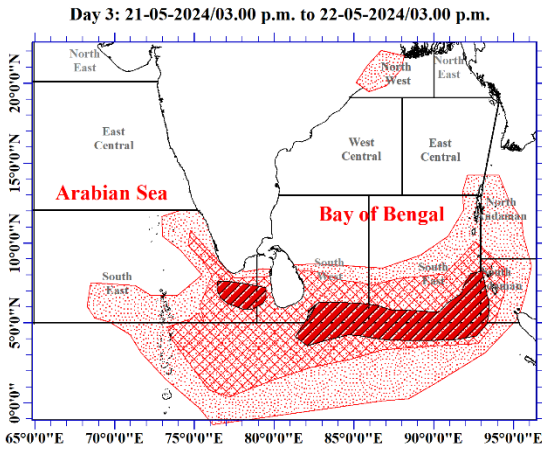 Day 3: 21-05-2024/03.00 p.m. to 22-05-2024/03.00 p.m.
North
East
North
West
North
East
East
Central
West
Central
East
Central
Arabian Sea
Bay of Bengal
North
Andaman
South
East
South
West
South
East
South
Andaman
20°0'0"N
15°0'0"N
10°0'0"N
5°0'0"N
0°0'0"
65°0'0"E 70°0'0"E 75°0'0"E 80°0'0"E 85°0'0"E 90°0'0"E 95°0'0"E